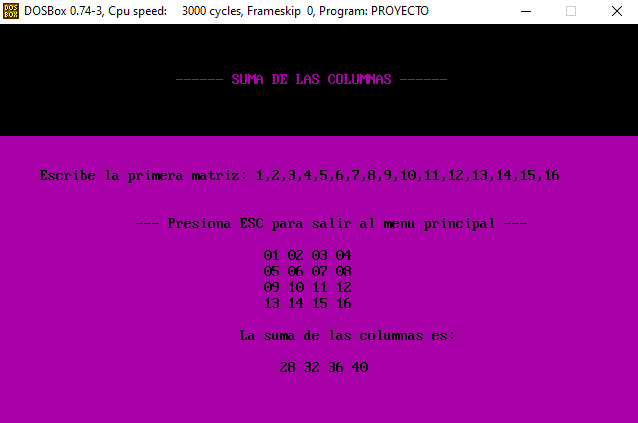 DOSBox 0.74-3, Cpu speed: 3000 cycles, Frameskip 0, Program: PROYECTO
------ SUMA DE LAS COLUMNAS ------
Escribe la primera matriz: 1,2,3,4,5,6,7,8,9,10,11,12,13,14,15,16
--- Presiona ESC para salir al menu principal ---
01 02 03 04
05 06 07 08
09 10 11 12
13 14 15 16
La suma de las columnas es:
28 32 36 40